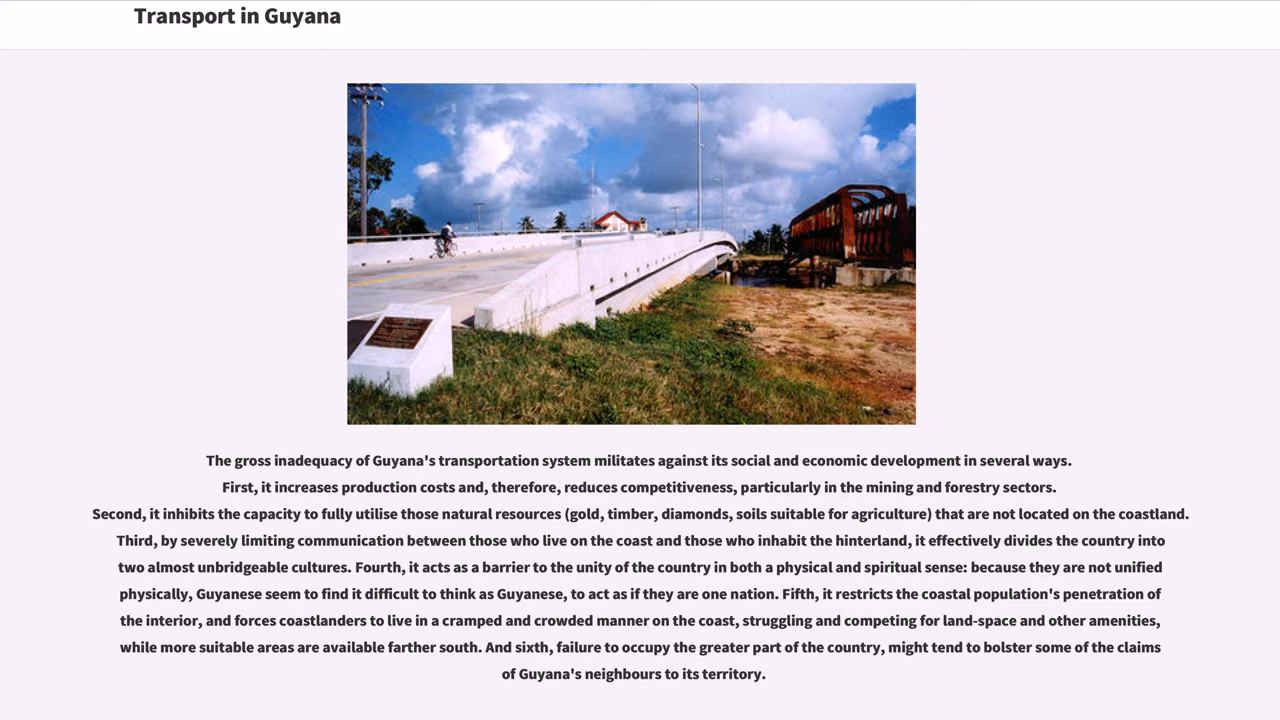 Transport in Guyana
The gross inadequacy of Guyana's transportation system militates against its social and economic development in several ways.
First, it increases production costs and, therefore, reduces competitiveness, particularly in the mining and forestry sectors.
Second, it inhibits the capacity to fully utilise those natural resources (gold, timber, diamonds, soils suitable for agriculture) that are not located on the coastland.
Third, by severely limiting communication between those who live on the coast and those who inhabit the hinterland, it effectively divides the country into
two almost unbridgeable cultures. Fourth, it acts as a barrier to the unity of the country in both a physical and spiritual sense: because they are not unified
physically, Guyanese seem to find it difficult to think as Guyanese, to act as if they are one nation. Fifth, it restricts the coastal population's penetration of
the interior, and forces coastlanders to live in a cramped and crowded manner on the coast, struggling and competing for land-space and other amenities,
while more suitable areas are available farther south. And sixth, failure to occupy the greater part of the country, might tend to bolster some of the claims
of Guyana's neighbours to its territory.